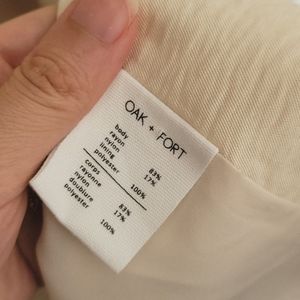 OAK + FORT
body
rayon 83%
nylon 17%
lining
polyester 100%
corps
rayonne 83%
nylon 17%
doublure
polyester 100%